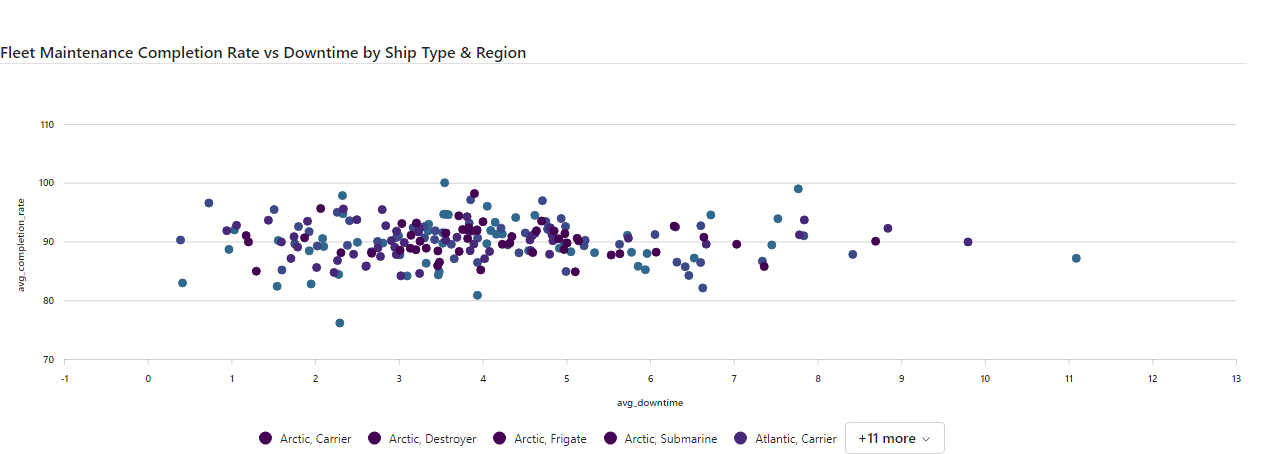 Fleet Maintenance Completion Rate vs Downtime by Ship Type & Region
110
100
90
80
70
avg_completion_rate
-1 0 1 2 3 4 5 6 7 8 9 10 11 12 13
avg_downtime
Arctic, Carrier Arctic, Destroyer Arctic, Frigate Arctic, Submarine Atlantic, Carrier +11 more